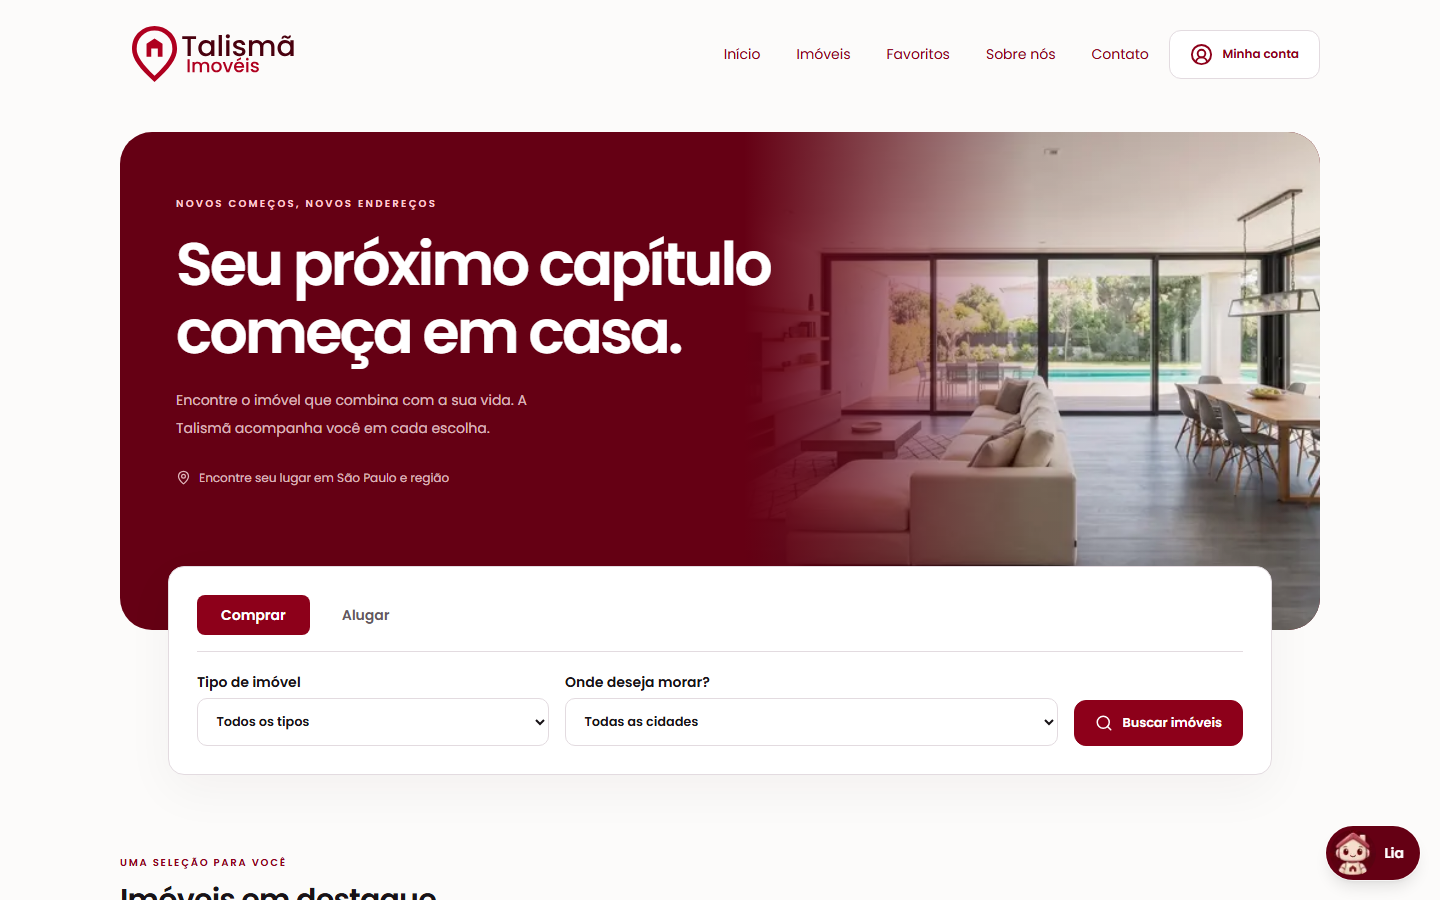 Talismã
Imovéis
Início
Imóveis
Favoritos
Sobre nós
Contato
Minha conta
NOVOS COMEÇOS, NOVOS ENDEREÇOS
Seu próximo capítulo
começa em casa.
Encontre o imóvel que combina com a sua vida. A
Talismã acompanha você em cada escolha.
Encontre seu lugar em São Paulo e região
Comprar
Alugar
Tipo de imóvel
Onde deseja morar?
Todos os tipos
Todas as cidades
Buscar imóveis
UMA SELEÇÃO PARA VOCÊ
Imóveis em destaque
Lia